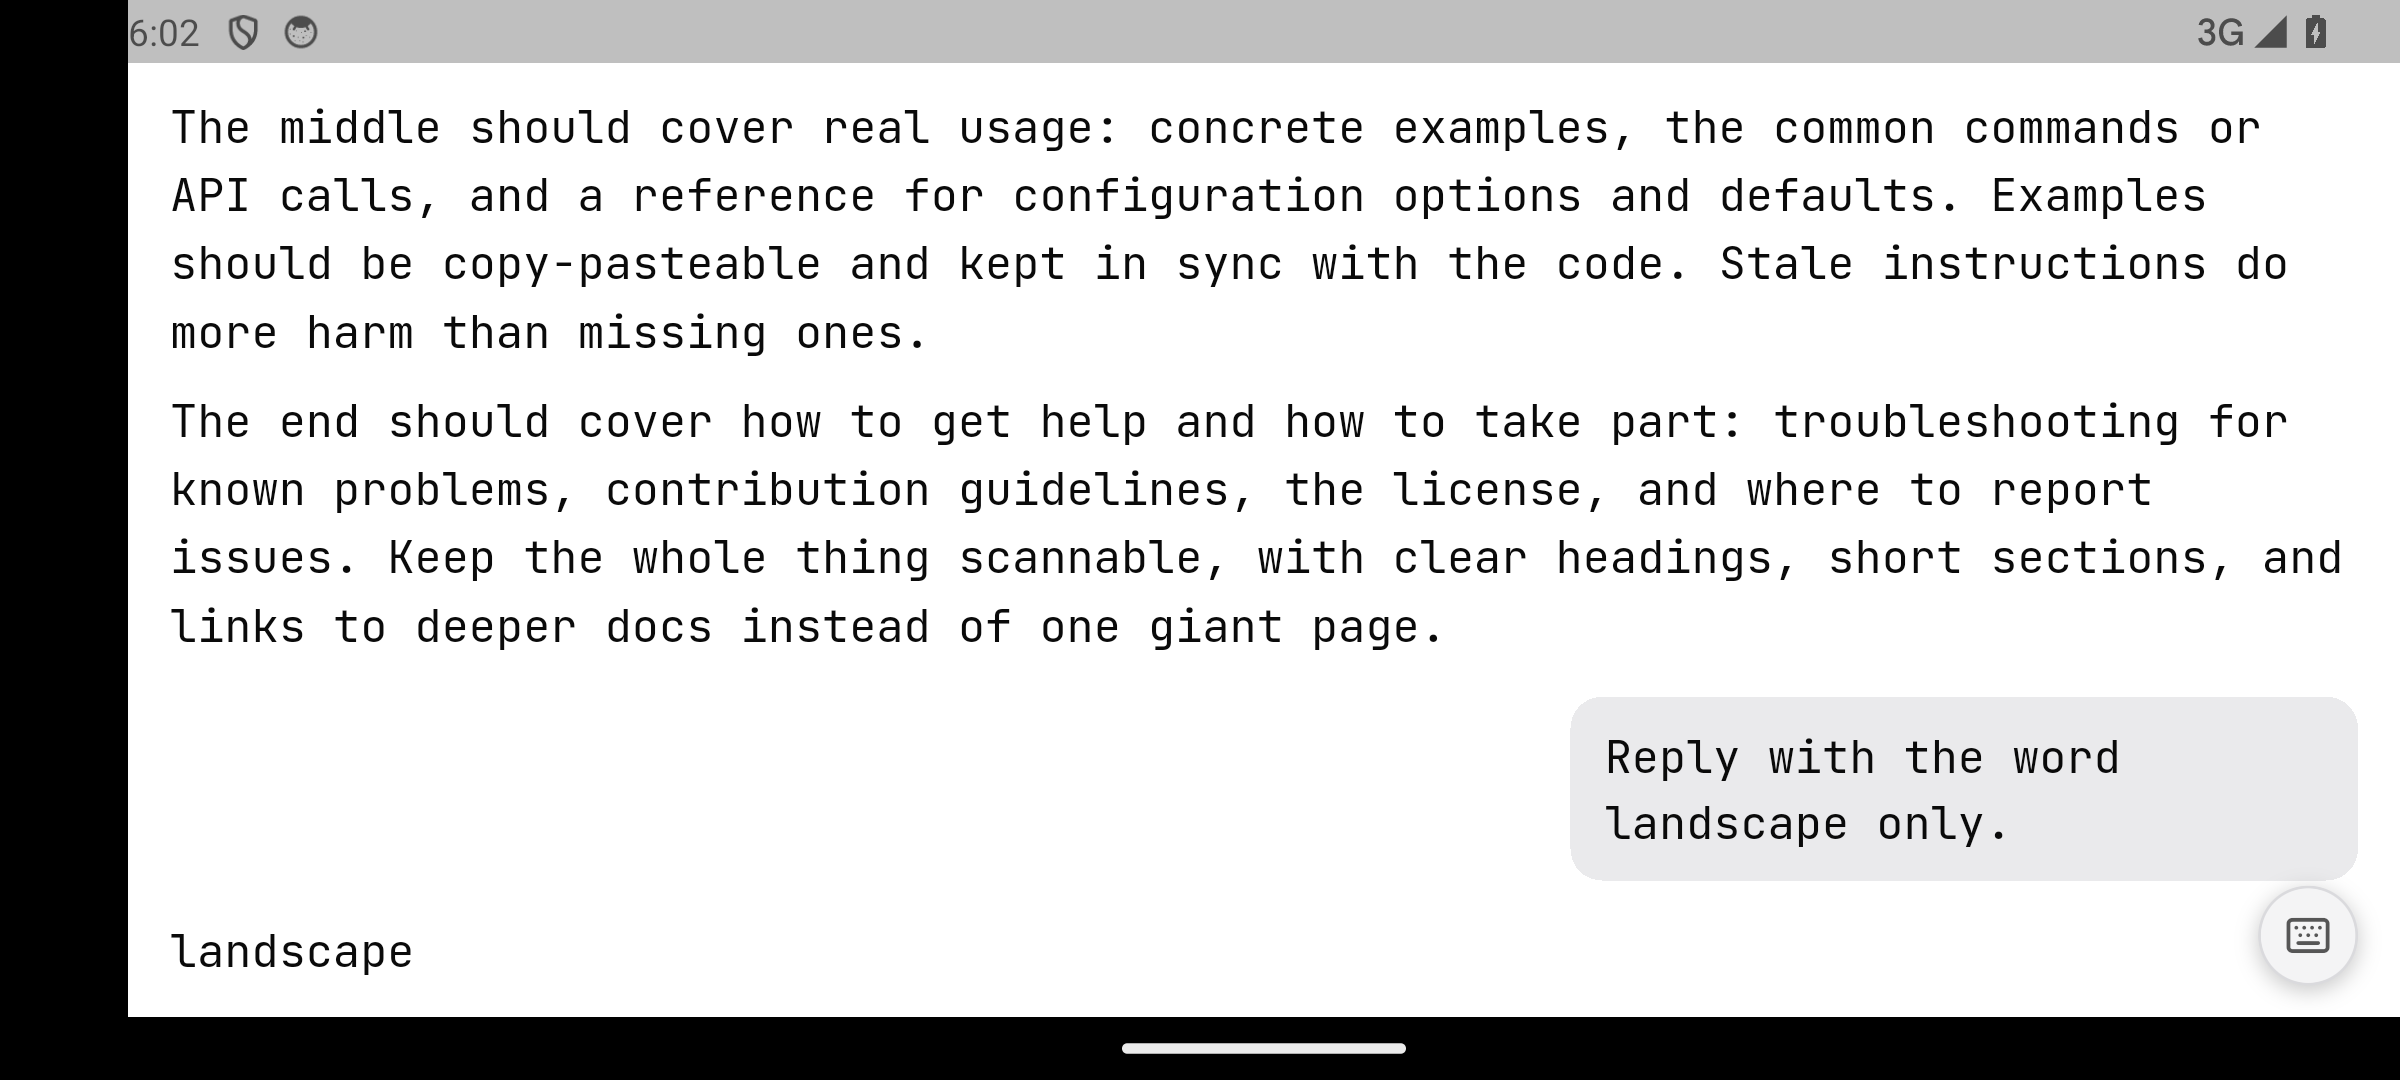 6:02
3G
The middle should cover real usage: concrete examples, the common commands or
API calls, and a reference for configuration options and defaults. Examples
should be copy-pasteable and kept in sync with the code. Stale instructions do
more harm than missing ones.
The end should cover how to get help and how to take part: troubleshooting for
known problems, contribution guidelines, the license, and where to report
issues. Keep the whole thing scannable, with clear headings, short sections, and
links to deeper docs instead of one giant page.
Reply with the word
landscape only.
landscape